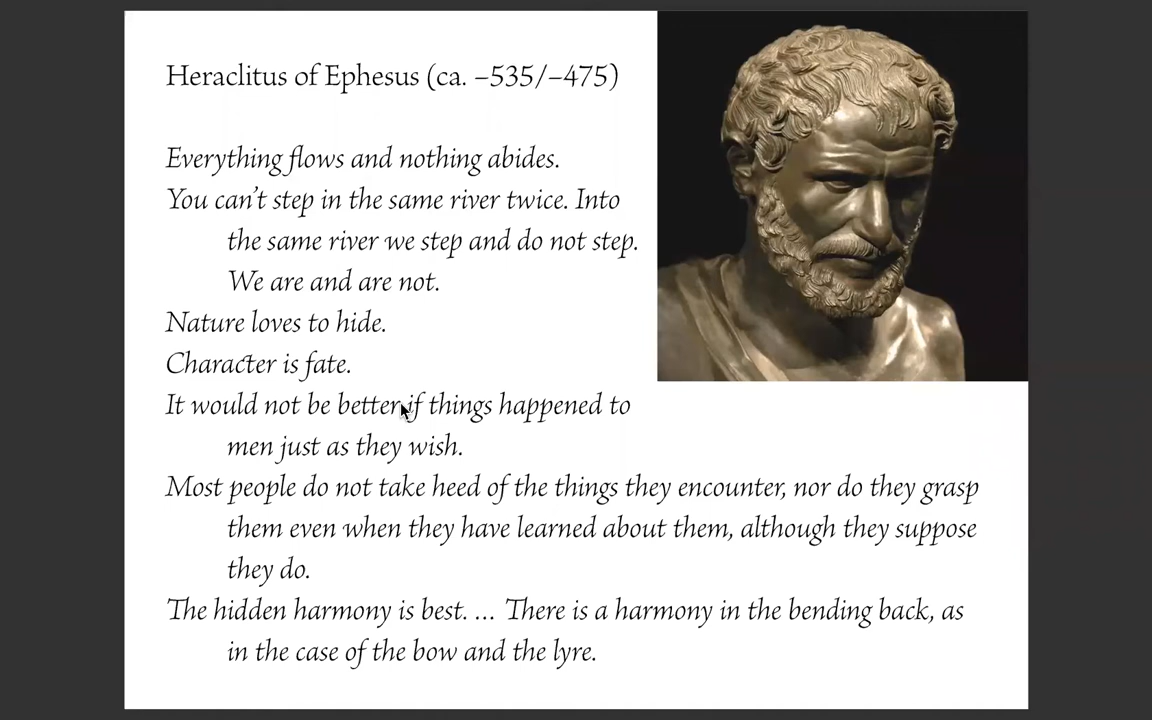 Heraclitus of Ephesus (ca. –535/–475)
Everything flows and nothing abides.
You can’t step in the same river twice. Into
the same river we step and do not step.
We are and are not.
Nature loves to hide.
Character is fate.
It would not be better if things happened to
men just as they wish.
Most people do not take heed of the things they encounter, nor do they grasp
them even when they have learned about them, although they suppose
they do.
The hidden harmony is best. … There is a harmony in the bending back, as
in the case of the bow and the lyre.